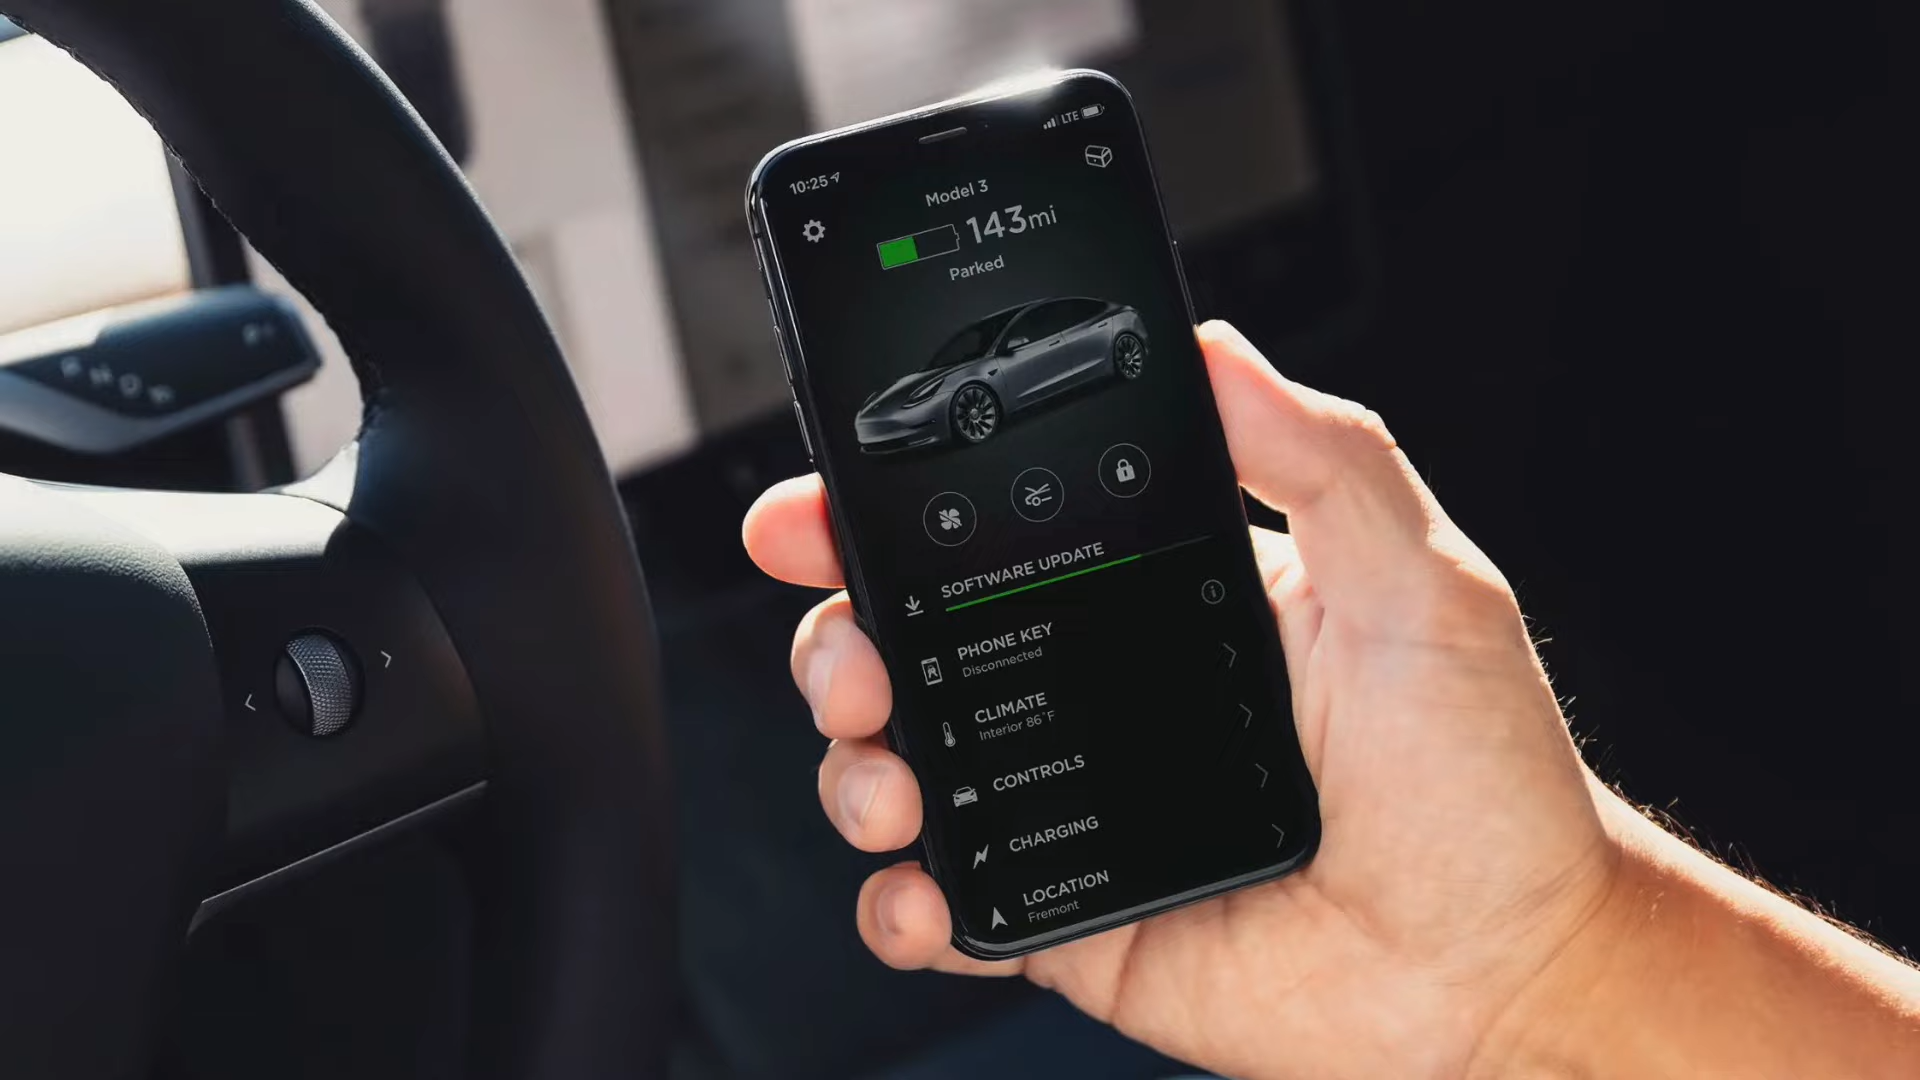 10:25
LTE
Model 3
143mi
Parked
SOFTWARE UPDATE
PHONE KEY
Disconnected
CLIMATE
Interior 86°F
CONTROLS
CHARGING
LOCATION
Fremont